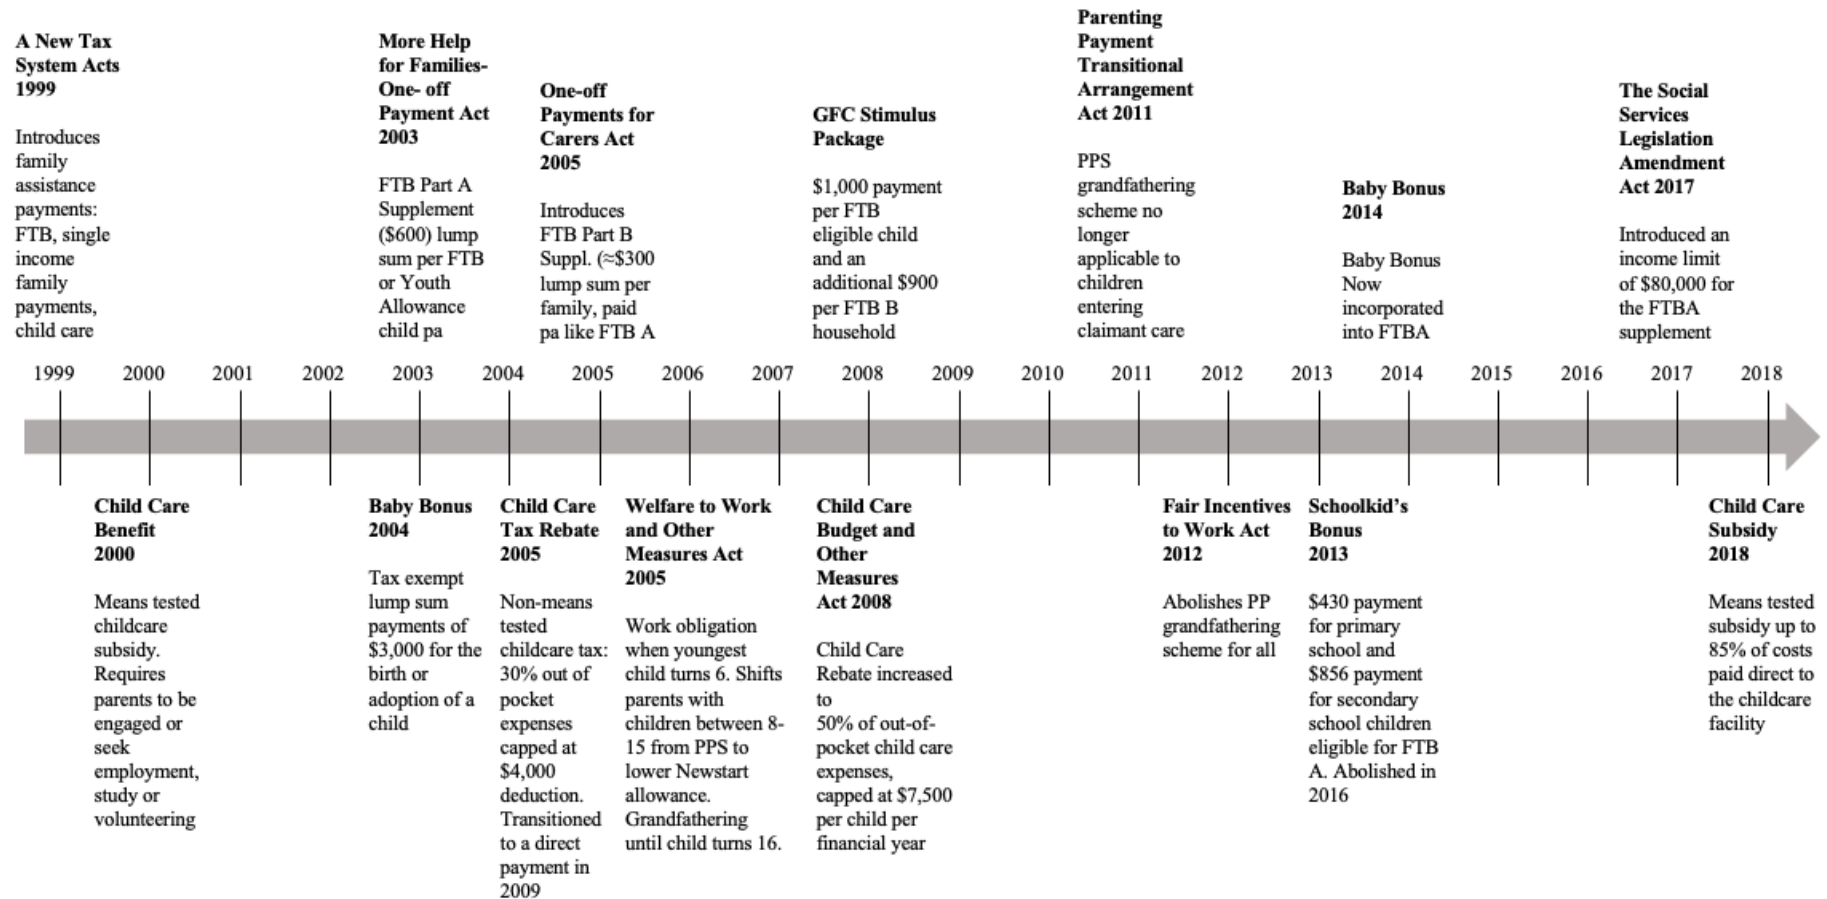 A New Tax
System Acts
1999
Introduces
family
assistance
payments:
FTB, single
income
family
payments,
child care
More Help
for Families-
One- off
Payment Act
2003
FTB Part A
Supplement
($600) lump
sum per FTB
or Youth
Allowance
child pa
One-off
Payments for
Carers Act
2005
Introduces
FTB Part B
Suppl. (≈$300
lump sum per
family, paid
pa like FTB A
GFC Stimulus
Package
$1,000 payment
per FTB
eligible child
and an
additional $900
per FTB B
household
Parenting
Payment
Transitional
Arrangement
Act 2011
PPS
grandfathering
scheme no
longer
applicable to
children
entering
claimant care
Baby Bonus
2014
Baby Bonus
Now
incorporated
into FTBA
The Social
Services
Legislation
Amendment
Act 2017
Introduced an
income limit
of $80,000 for
the FTBA
supplement
1999 2000 2001 2002 2003 2004 2005 2006 2007 2008 2009 2010 2011 2012 2013 2014 2015 2016 2017 2018
Child Care
Benefit
2000
Means tested
childcare
subsidy.
Requires
parents to be
engaged or
seek
employment,
study or
volunteering
Baby Bonus
2004
Tax exempt
lump sum
payments of
$3,000 for the
birth or
adoption of a
child
Child Care
Tax Rebate
2005
Non-means
tested
childcare tax:
30% out of
pocket
expenses
capped at
$4,000
deduction.
Transitioned
to a direct
payment in
2009
Welfare to Work
and Other
Measures Act
2005
Work obligation
when youngest
child turns 6. Shifts
parents with
children between 8-
15 from PPS to
lower Newstart
allowance.
Grandfathering
until child turns 16.
Child Care
Budget and
Other
Measures
Act 2008
Child Care
Rebate increased
to
50% of out-of-
pocket child care
expenses,
capped at $7,500
per child per
financial year
Fair Incentives
to Work Act
2012
Abolishes PP
grandfathering
scheme for all
Schoolkid's
Bonus
2013
$430 payment
for primary
school and
$856 payment
for secondary
school children
eligible for FTB
A. Abolished in
2016
Child Care
Subsidy
2018
Means tested
subsidy up to
85% of costs
paid direct to
the childcare
facility